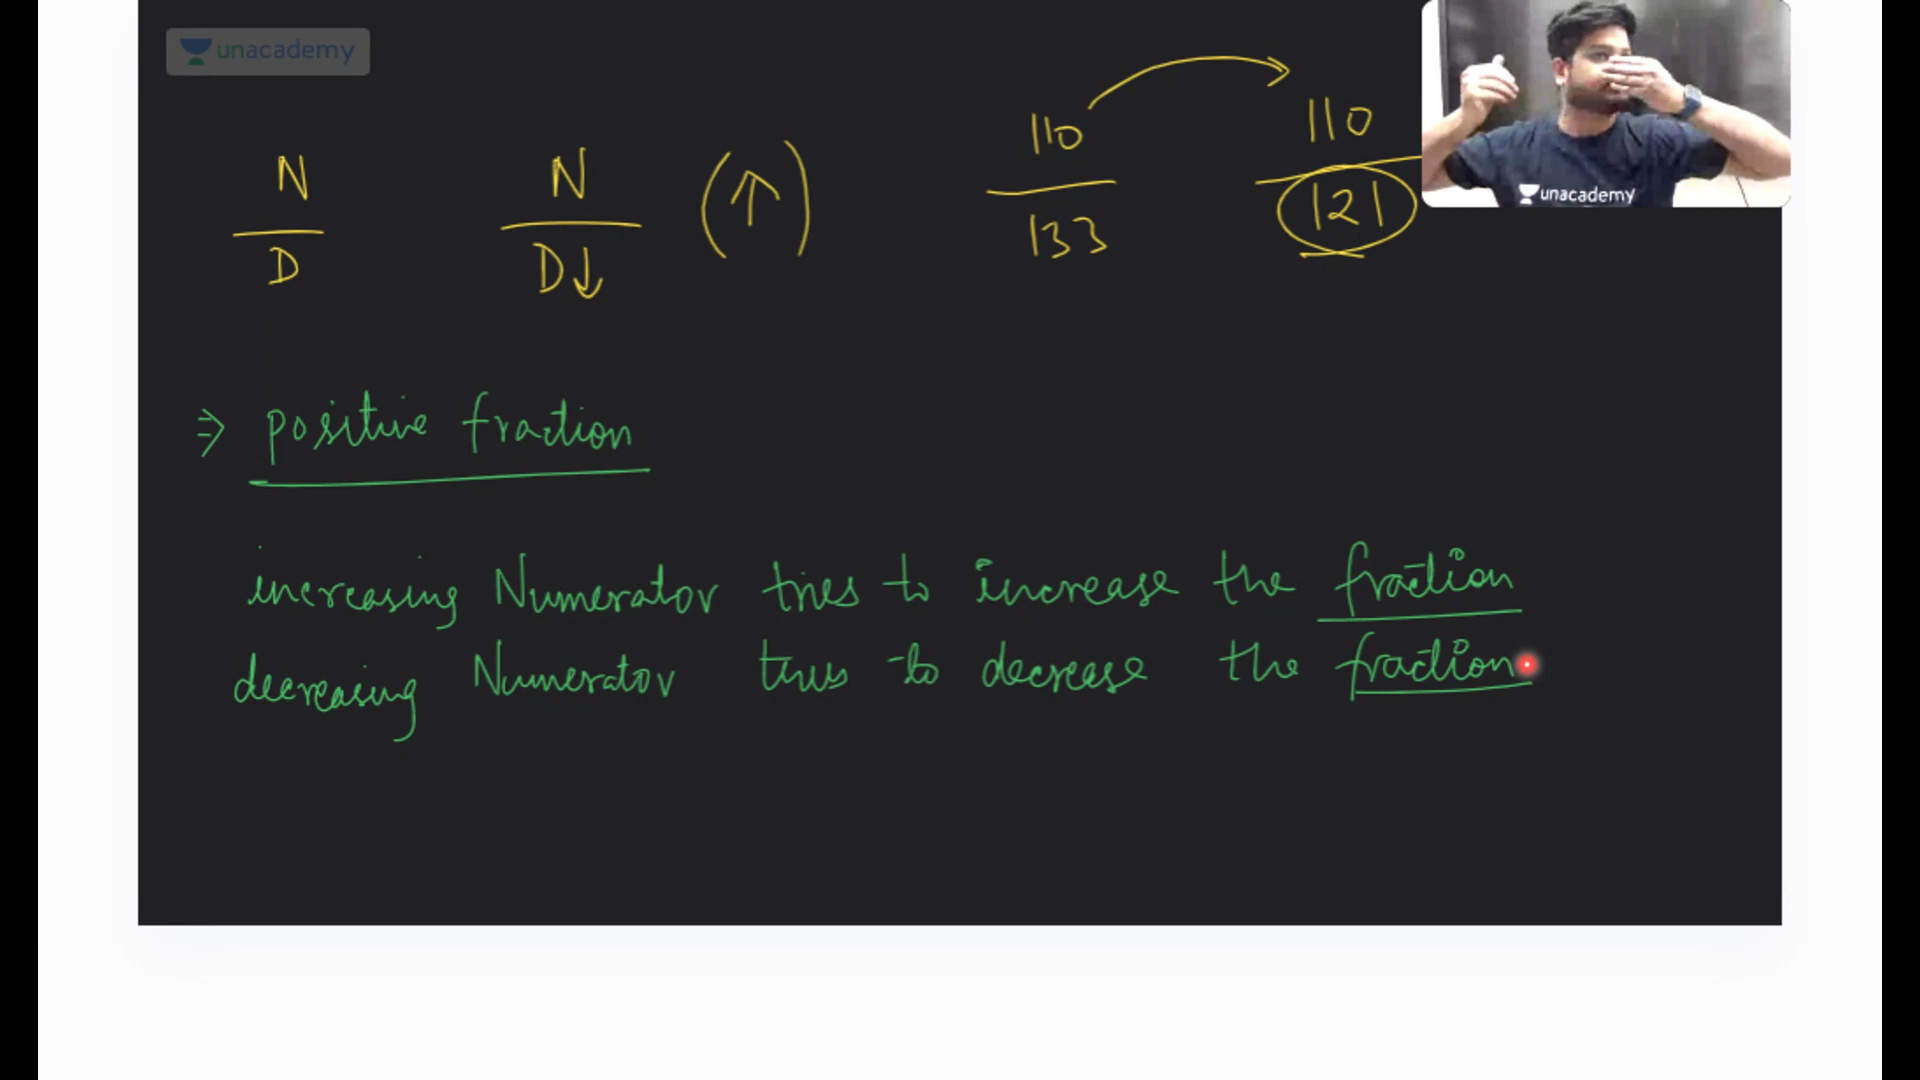 unacademy
N/D N/D↓ (↑) 110/133 → 110/121
unacademy
⇒ positive fraction
increasing Numerator tries to increase the fraction
decreasing Numerator tries to decrease the fraction